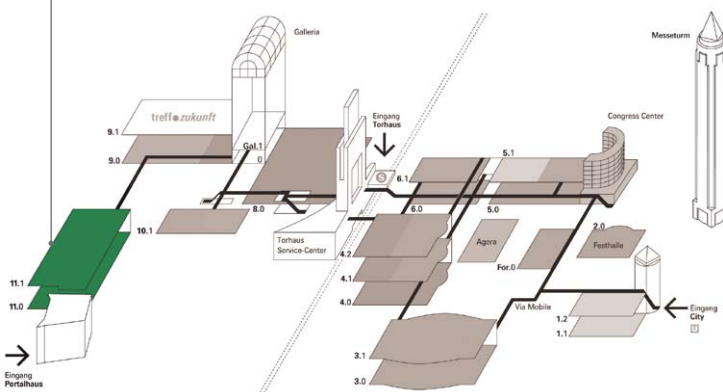 Galleria
Messeturm
treff●zukunft
9.1
9.0
Gal.1
0
Eingang
Torhaus
Congress Center
5.1
6.1
6.0
5.0
8.0
10.1
Torhaus
Service-Center
4.2
4.1
4.0
Agora
For.0
2.0
Festhalle
11.1
11.0
Via Mobile
1.2
1.1
Eingang
City
3.1
3.0
Eingang
Portalhaus